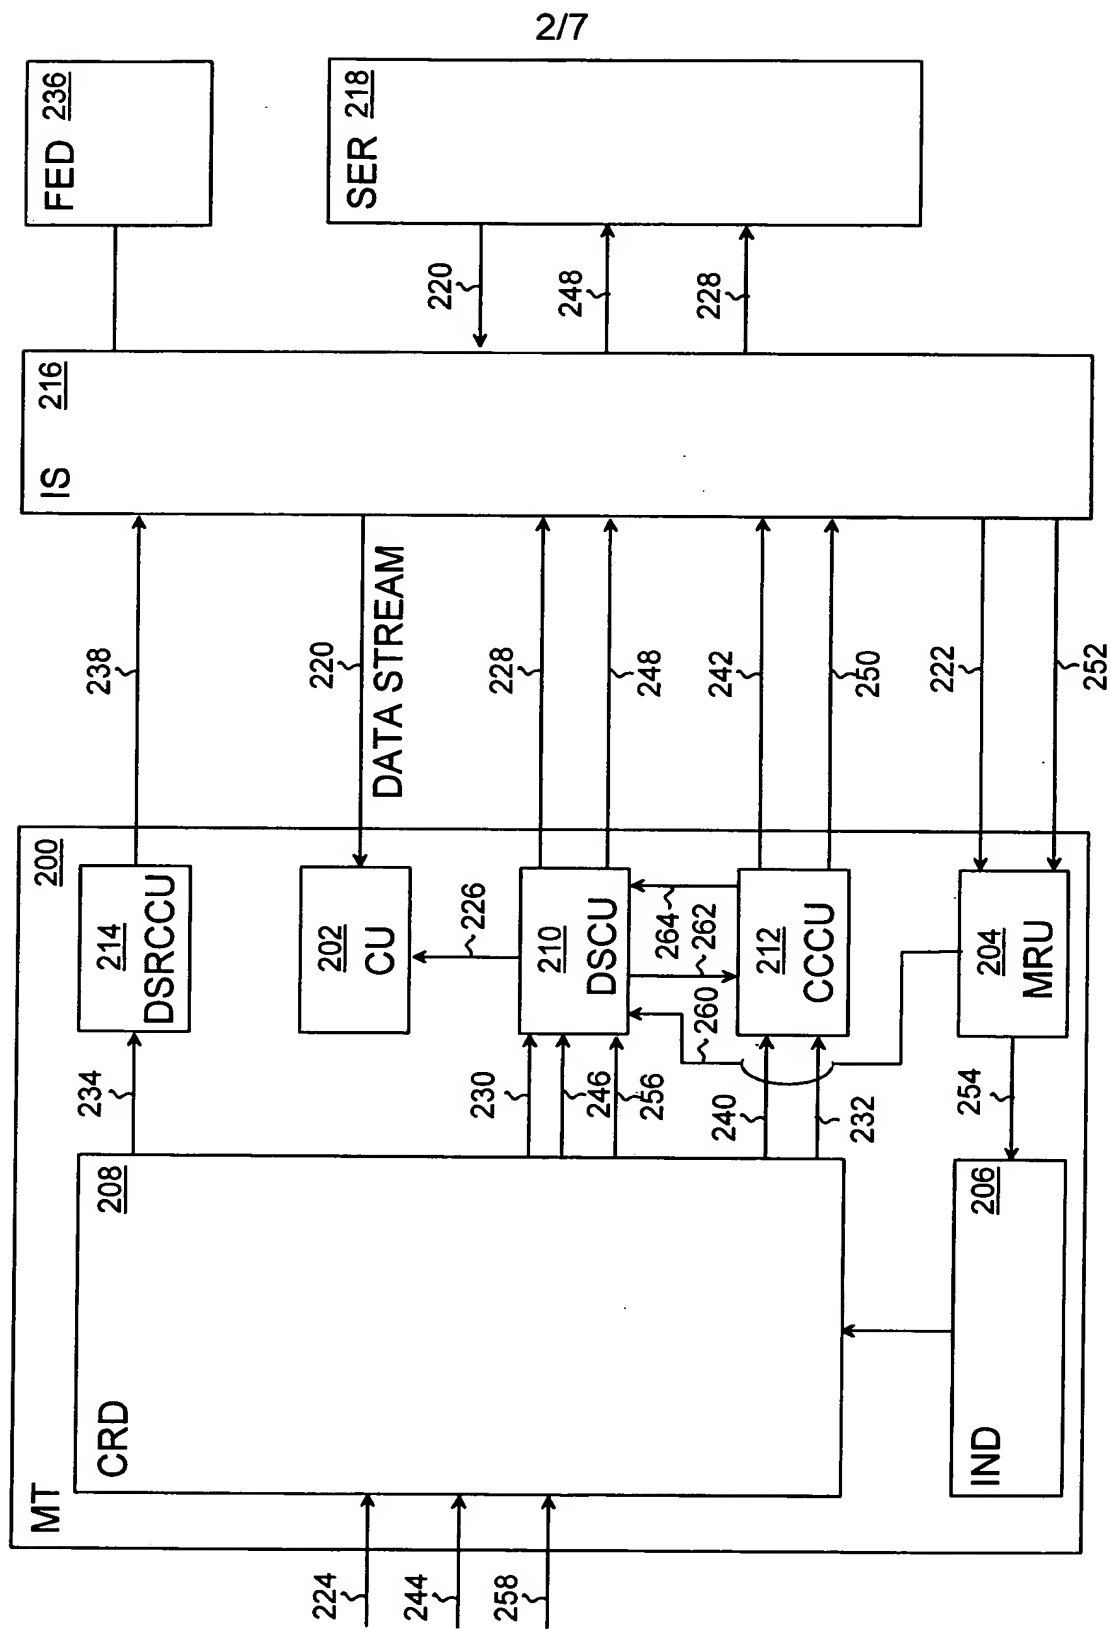 2/7
FED 236
SER 218
220
248
228
IS 216
238
220
DATA STREAM
228
248
242
250
222
252
MT 200
214 DSRCCU
202 CU
226
210 DSCU
264
262
260
212 CCCU
204 MRU
234
230
246
256
240
232
254
CRD 208
IND 206
224
244
258